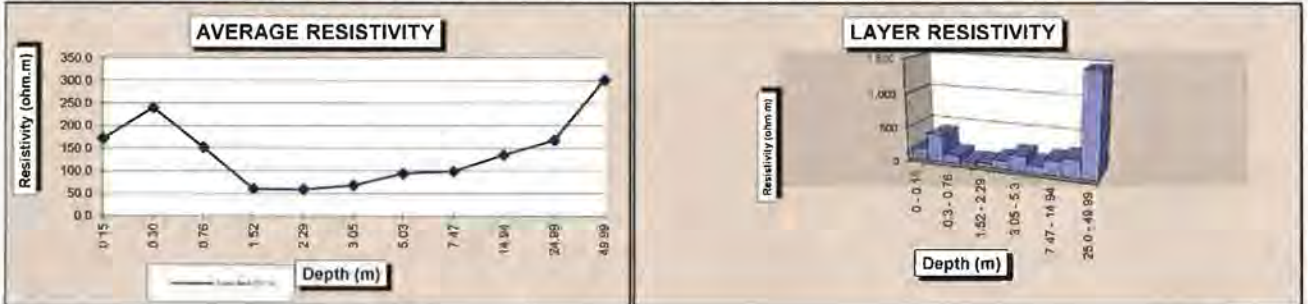 AVERAGE RESISTIVITY
Resistivity (ohm.m)
350.0
300.0
250.0
200.0
150.0
100.0
50.0
0.0
0.15
0.30
0.76
1.52
2.29
3.05
5.03
7.47
14.94
24.99
49.99
Depth (m)
LAYER RESISTIVITY
Resistivity (ohm m)
1,500
1,000
500
0
0 - 0.15
0.3 - 0.76
1.52 - 2.29
3.05 - 5.3
7.47 - 14.94
25.0 - 49.99
Depth (m)